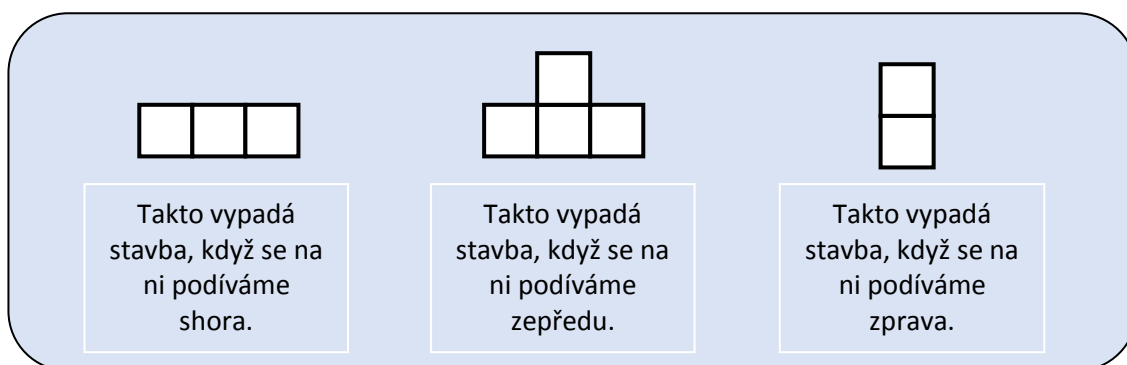 Takto vypadá
stavba, když se na
ni podíváme
shora.
Takto vypadá
stavba, když se na
ni podíváme
zepředu.
Takto vypadá
stavba, když se na
ni podíváme
zprava.